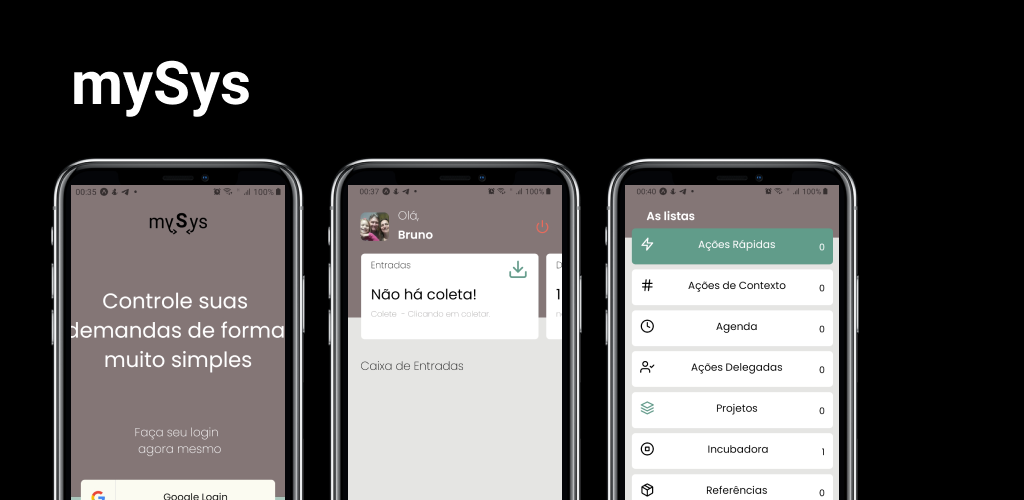 mySys
00:35
100%
mySys
Controle suas
demandas de forma
muito simples
Faça seu login
agora mesmo
Google Login
00:37
100%
Olá,
Bruno
Entradas
Não há coleta!
Colete. - Clicando em coletar.
D
1
Caixa de Entradas
00:40
100%
As listas
Ações Rápidas 0
Ações de Contexto 0
Agenda 0
Ações Delegadas 0
Projetos 0
Incubadora 1
Referências 0